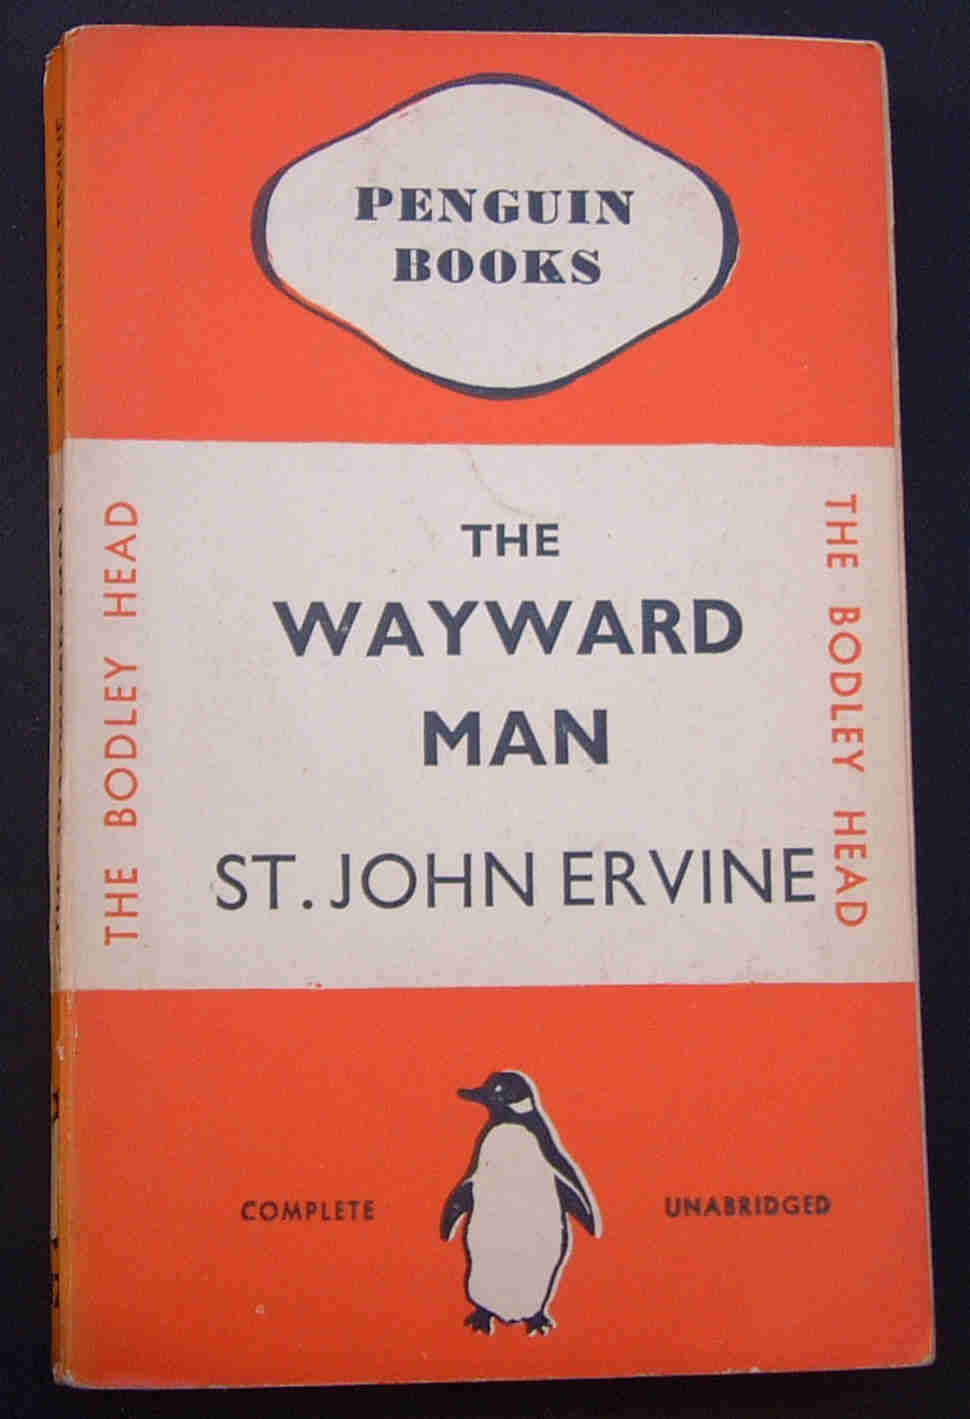 PENGUIN
BOOKS
THE
WAYWARD
MAN
ST. JOHN ERVINE
THE BODLEY HEAD
THE BODLEY HEAD
COMPLETE
UNABRIDGED